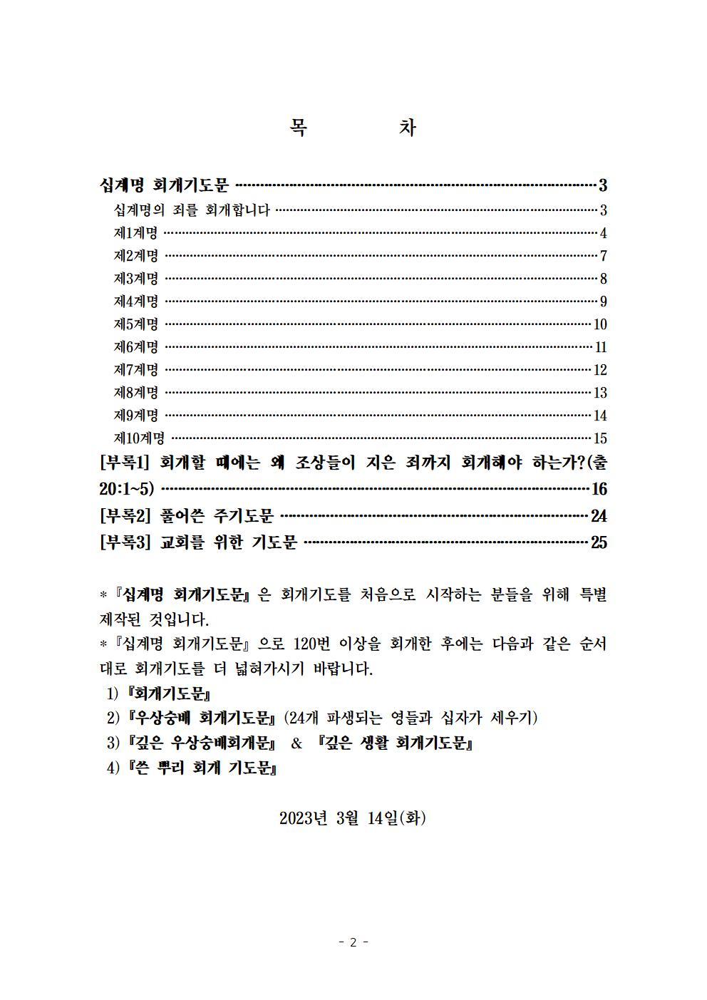 목 차
십계명 회개기도문 ········ 3
십계명의 죄를 회개합니다 ········ 3
제1계명 ········ 4
제2계명 ········ 7
제3계명 ········ 8
제4계명 ········ 9
제5계명 ········ 10
제6계명 ········ 11
제7계명 ········ 12
제8계명 ········ 13
제9계명 ········ 14
제10계명 ········ 15
[부록1] 회개할 때에는 왜 조상들이 지은 죄까지 회개해야 하는가?(출
20:1~5) ········ 16
[부록2] 풀어쓴 주기도문 ········ 24
[부록3] 교회를 위한 기도문 ········ 25
* 『십계명 회개기도문』은 회개기도를 처음으로 시작하는 분들을 위해 특별
제작된 것입니다.
* 『십계명 회개기도문』으로 120번 이상을 회개한 후에는 다음과 같은 순서
대로 회개기도를 더 넓혀가시기 바랍니다.
1) 『회개기도문』
2) 『우상숭배 회개기도문』(24개 파생되는 영들과 십자가 세우기)
3) 『깊은 우상숭배회개문』 & 『깊은 생활 회개기도문』
4) 『쓴 뿌리 회개 기도문』
2023년 3월 14일(화)
- 2 -